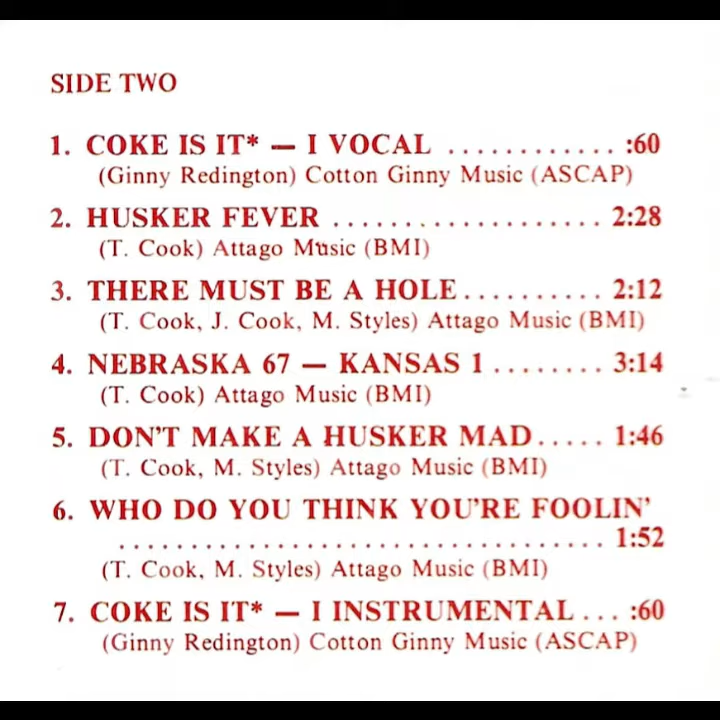 SIDE TWO
1. COKE IS IT* — I VOCAL ............ :60
(Ginny Redington) Cotton Ginny Music (ASCAP)
2. HUSKER FEVER ................... 2:28
(T. Cook) Attago Music (BMI)
3. THERE MUST BE A HOLE.......... 2:12
(T. Cook, J. Cook, M. Styles) Attago Music (BMI)
4. NEBRASKA 67 — KANSAS 1 ........ 3:14
(T. Cook) Attago Music (BMI)
5. DON'T MAKE A HUSKER MAD..... 1:46
(T. Cook, M. Styles) Attago Music (BMI)
6. WHO DO YOU THINK YOU'RE FOOLIN'
.................................. 1:52
(T. Cook, M. Styles) Attago Music (BMI)
7. COKE IS IT* — I INSTRUMENTAL ... :60
(Ginny Redington) Cotton Ginny Music (ASCAP)